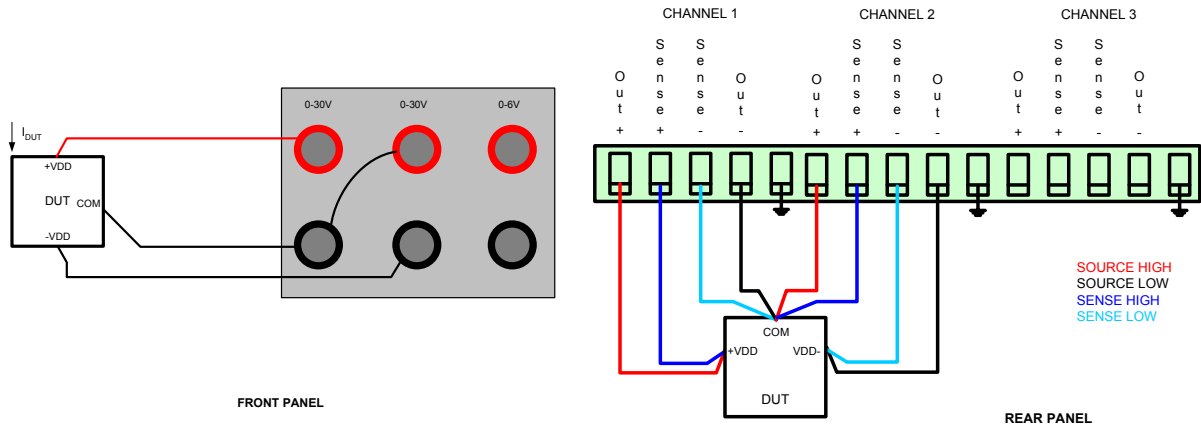 CHANNEL 1 CHANNEL 2 CHANNEL 3
Out + Sense + Sense - Out - Out + Sense + Sense - Out - Out + Sense + Sense - Out -
0-30V 0-30V 0-6V
IDUT
+VDD
DUT COM
-VDD
FRONT PANEL
SOURCE HIGH
SOURCE LOW
SENSE HIGH
SENSE LOW
COM
+VDD VDD-
DUT
REAR PANEL